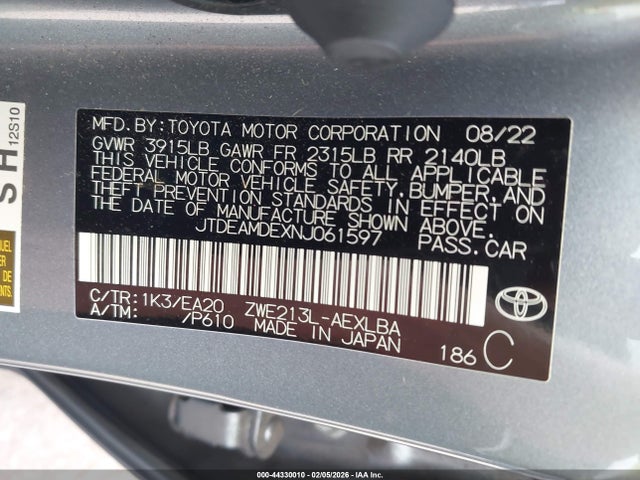 MFD. BY: TOYOTA MOTOR CORPORATION 08/22
GVWR 3915LB GAWR FR 2315LB RR 2140LB
THIS VEHICLE CONFORMS TO ALL APPLICABLE
FEDERAL MOTOR VEHICLE SAFETY, BUMPER, AND
THEFT PREVENTION STANDARDS IN EFFECT ON
THE DATE OF MANUFACTURE SHOWN ABOVE.
JTDEAMDEXNJ061597 PASS.CAR
C/TR: 1K3/EA20 ZWE213L-AEXLBA
A/TM: /P610 MADE IN JAPAN
186 C
TOYOTA
S H
12S10
000-44330010 - 02/05/2026 - IAA, Inc.